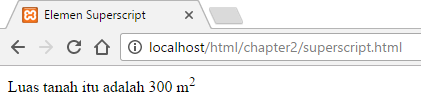 Elemen Superscript
localhost/html/chapter2/superscript.html
Luas tanah itu adalah 300 m²